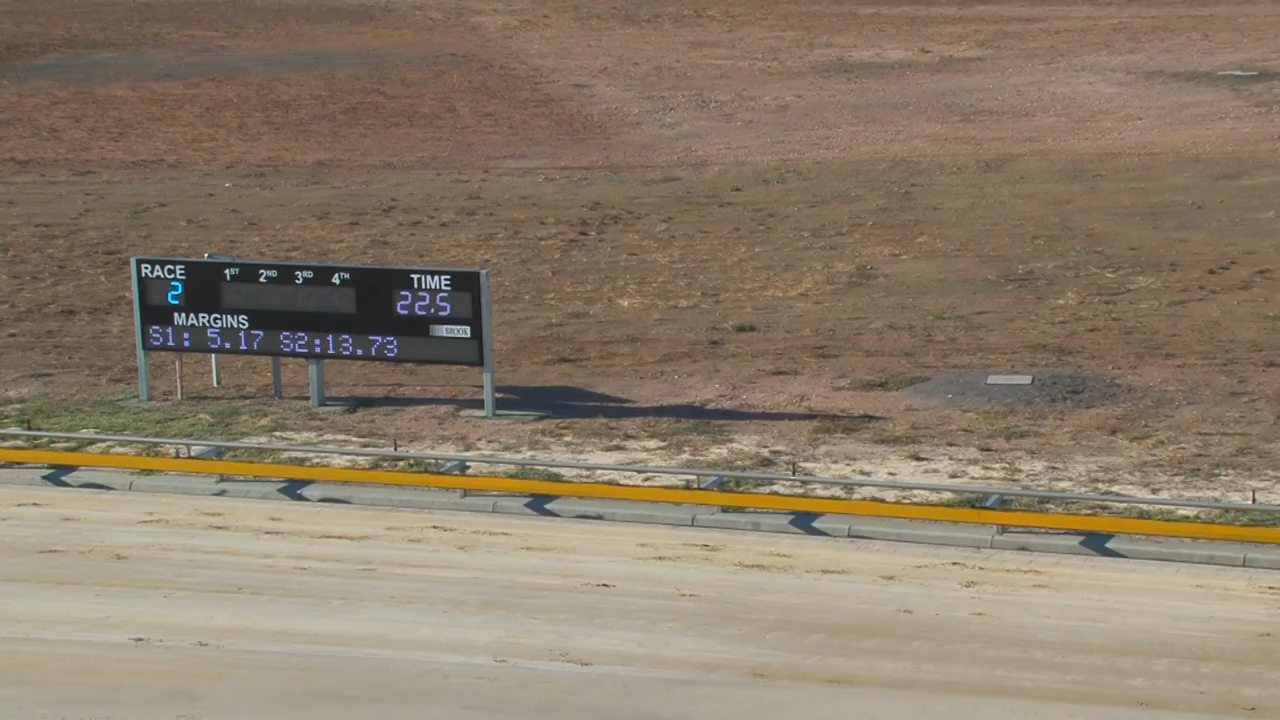 RACE 1ST 2ND 3RD 4TH TIME
2 22.5
MARGINS BROOK
S1: 5.17 S2:13.73